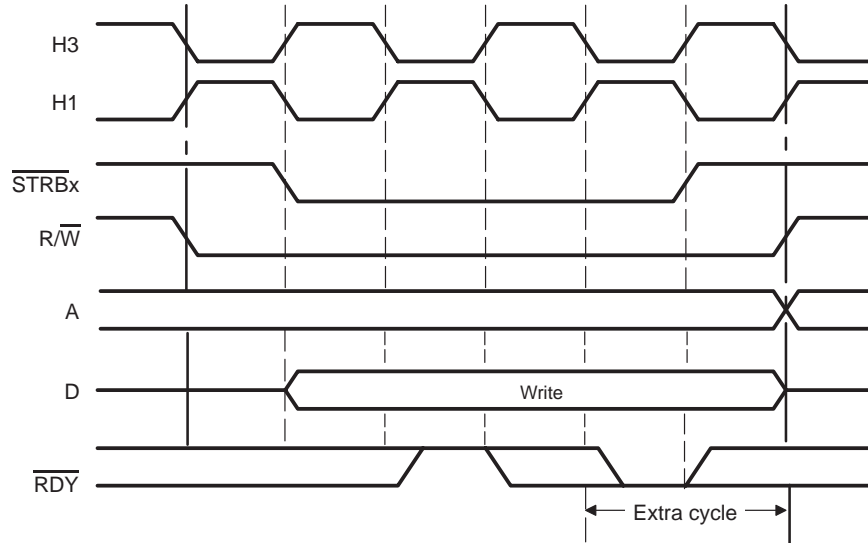 H3
H1
STRBx
R/W
A
D
Write
RDY
Extra cycle